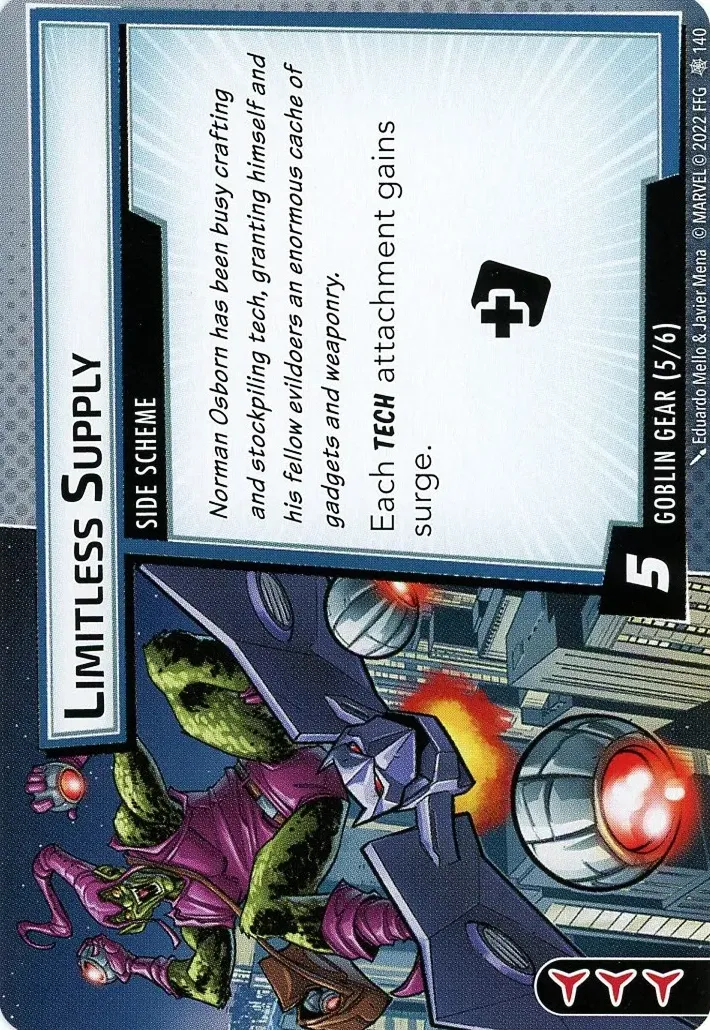 LIMITLESS SUPPLY
SIDE SCHEME
Norman Osborn has been busy crafting
and stockpiling tech, granting himself and
his fellow evildoers an enormous cache of
gadgets and weaponry.
Each TECH attachment gains
surge.
5
GOBLIN GEAR (5/6)
Eduardo Mello & Javier Mena © MARVEL © 2022 FFG 140